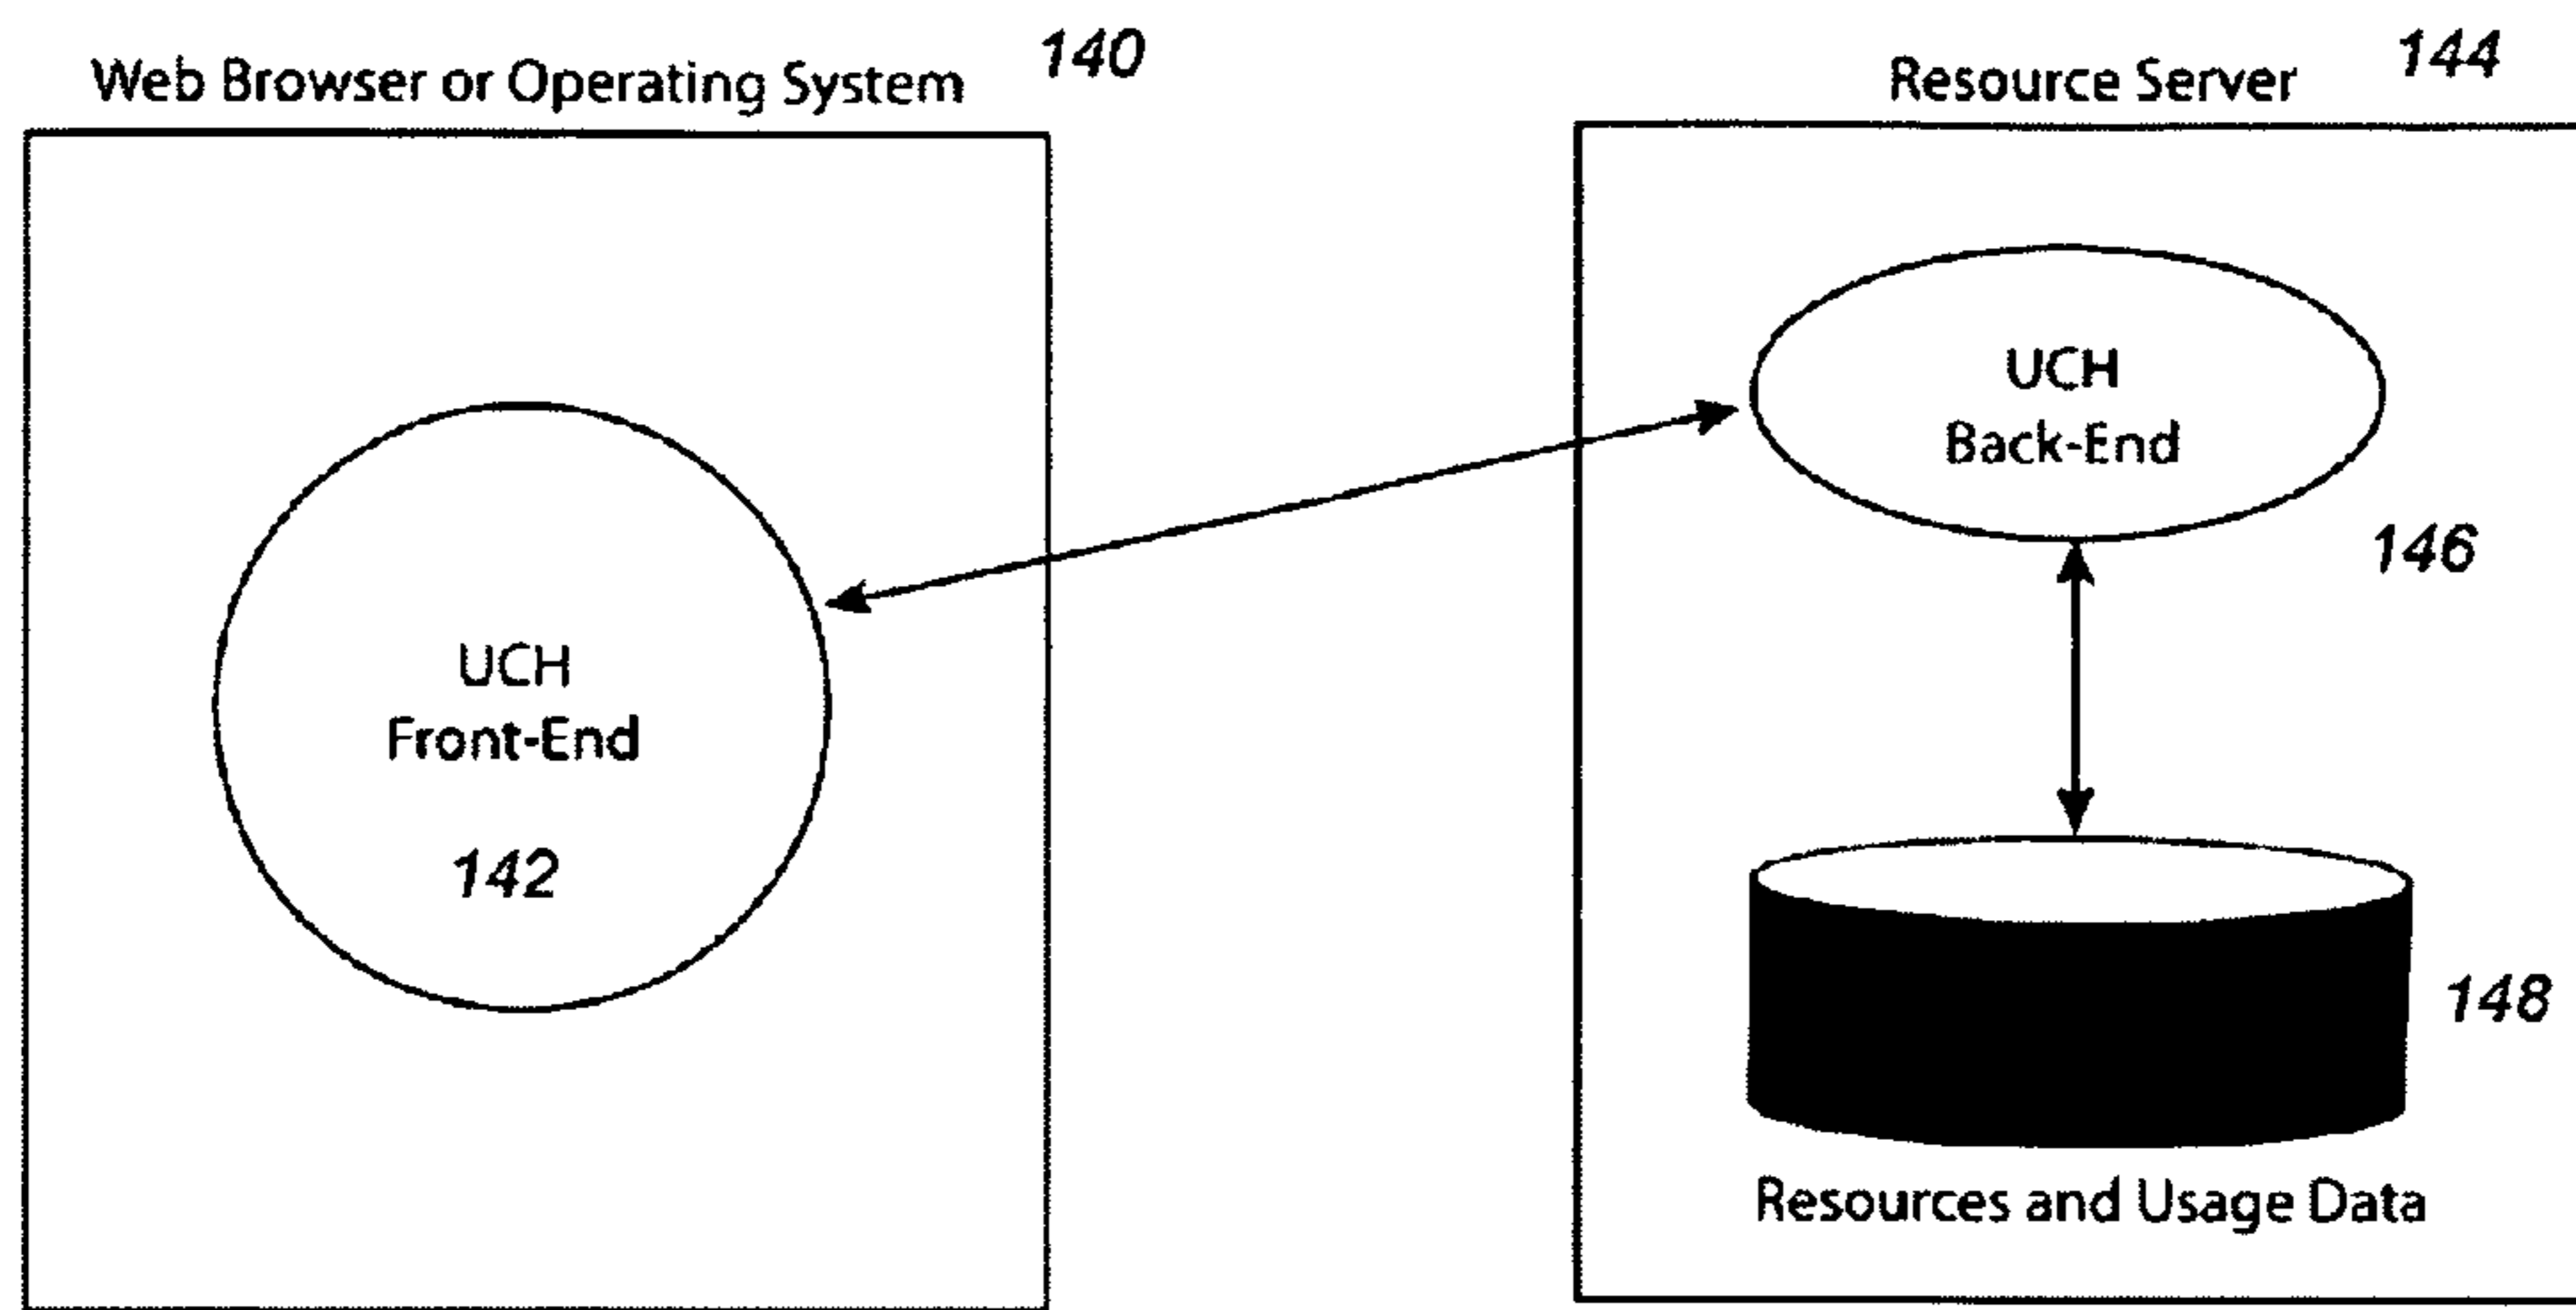 Web Browser or Operating System 140
UCH
Front-End
142
Resource Server 144
UCH
Back-End
146
148
Resources and Usage Data